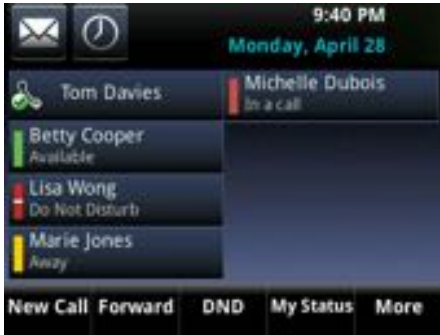 9:40 PM
Monday, April 28
Tom Davies
Michelle Dubois
In a call
Betty Cooper
Available
Lisa Wong
Do Not Disturb
Marie Jones
Away
New Call Forward DND My Status More